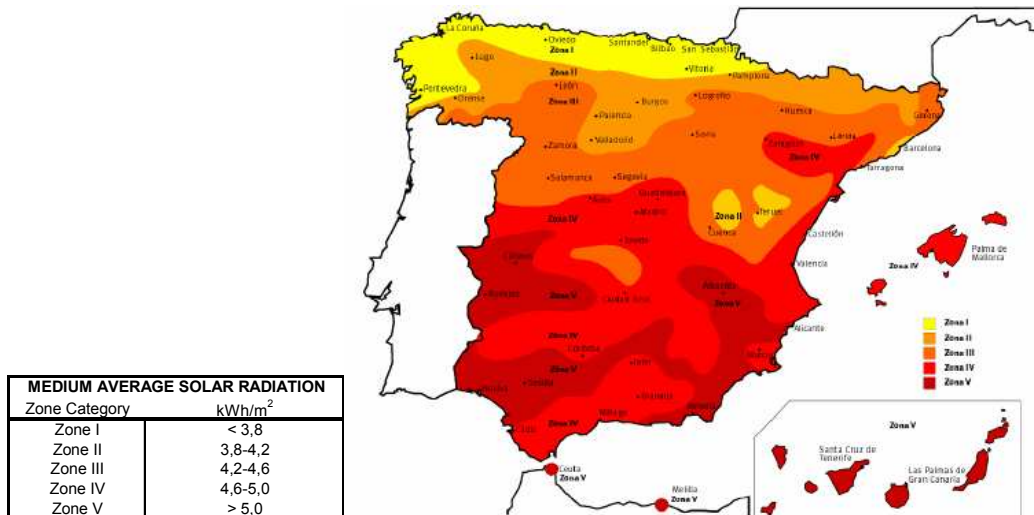 MEDIUM AVERAGE SOLAR RADIATION
Zone Category kWh/m²
Zone I < 3,8
Zone II 3,8-4,2
Zone III 4,2-4,6
Zone IV 4,6-5,0
Zone V > 5,0
La Coruña
Oviedo
Santander
Bilbao
San Sebastián
Zona I
Lugo
Vitoria
Pamplona
Zona II
León
Pontevedra
Orense
Zona III
Burgos
Logroño
Huesca
Gerona
Palencia
Zamora
Valladolid
Soria
Zaragoza
Lérida
Barcelona
Zona IV
Tarragona
Salamanca
Segovia
Guadalajara
Ávila
Madrid
Zona IV
Zona II
Teruel
Cuenca
Castellón
Toledo
Palma de
Mallorca
Zona IV
Valencia
Cáceres
Badajoz
Zona V
Ciudad Real
Albacete
Zona V
Alicante
Zona IV
Córdoba
Jaén
Murcia
Zona V
Huelva
Sevilla
Granada
Almería
Málaga
Zona IV
Ceuta
Zona V
Melilla
Zona V
Zona I
Zona II
Zona III
Zona IV
Zona V
Zona V
Santa Cruz de
Tenerife
Las Palmas de
Gran Canaria